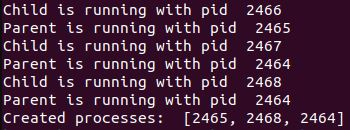 Child is running with pid  2466
Parent is running with pid  2465
Child is running with pid  2467
Parent is running with pid  2464
Child is running with pid  2468
Parent is running with pid  2464
Created processes:  [2465, 2468, 2464]